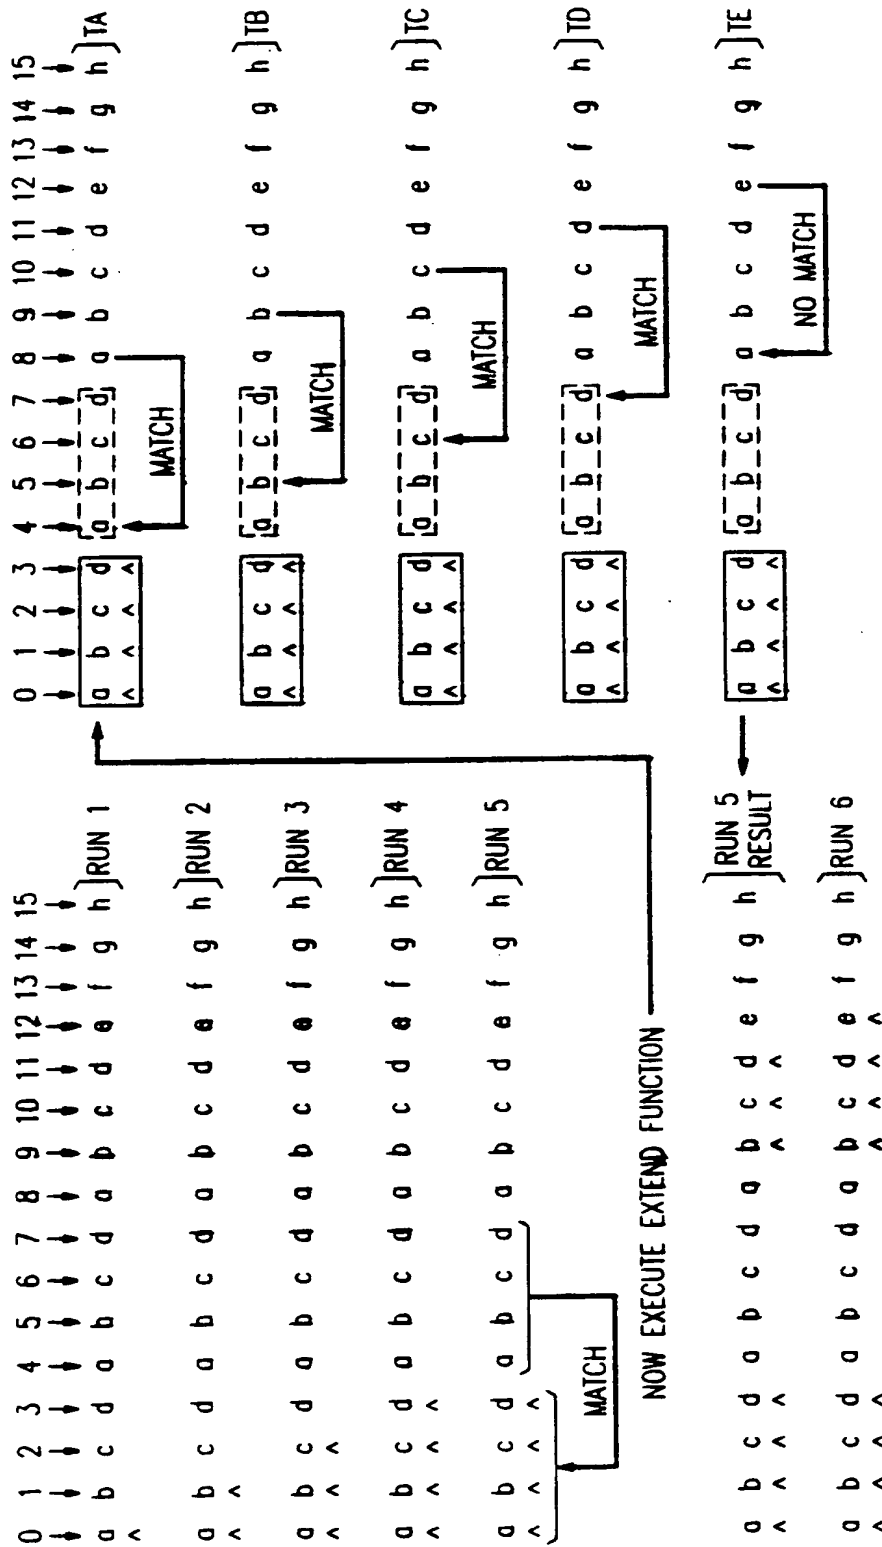 0 1 2 3 4 5 6 7 8 9 10 11 12 13 14 15
a b c d a b c d a b c d e f g h }RUN 1
^
a b c d a b c d a b c d e f g h }RUN 2
^ ^
a b c d a b c d a b c d e f g h }RUN 3
^ ^ ^
a b c d a b c d a b c d e f g h }RUN 4
^ ^ ^ ^
a b c d a b c d a b c d e f g h }RUN 5
^ ^ ^ ^
MATCH
NOW EXECUTE EXTEND FUNCTION
a b c d a b c d a b c d e f g h }RUN 5
RESULT
^ ^ ^ ^ ^ ^ ^
a b c d a b c d a b c d e f g h }RUN 6
^ ^ ^ ^ ^ ^ ^ ^
0 1 2 3 4 5 6 7 8 9 10 11 12 13 14 15
a b c d a b c d a b c d e f g h }TA
^ ^ ^ ^
MATCH
a b c d a b c d a b c d e f g h }TB
^ ^ ^ ^
MATCH
a b c d a b c d a b c d e f g h }TC
^ ^ ^ ^
MATCH
a b c d a b c d a b c d e f g h }TD
^ ^ ^ ^
MATCH
a b c d a b c d a b c d e f g h }TE
^ ^ ^ ^
NO MATCH